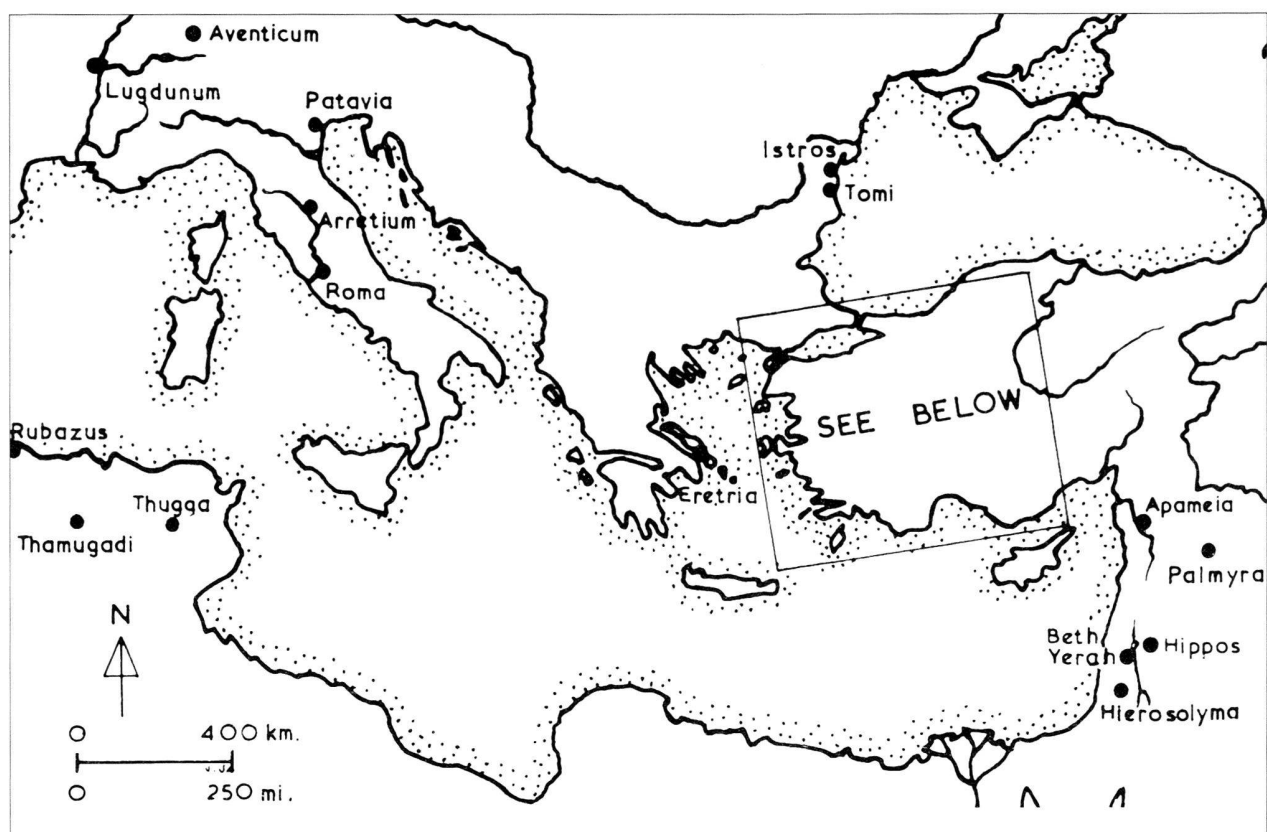 Aventicum
Lugdunum
Patavia
Istros
Tomi
Arretium
Roma
SEE BELOW
Rubazus
Eretria
Thugga
Thamugadi
Apameia
Palmyra
N
Beth
Yerah
Hippos
Hierosolyma
0 400 km.
0 250 mi.